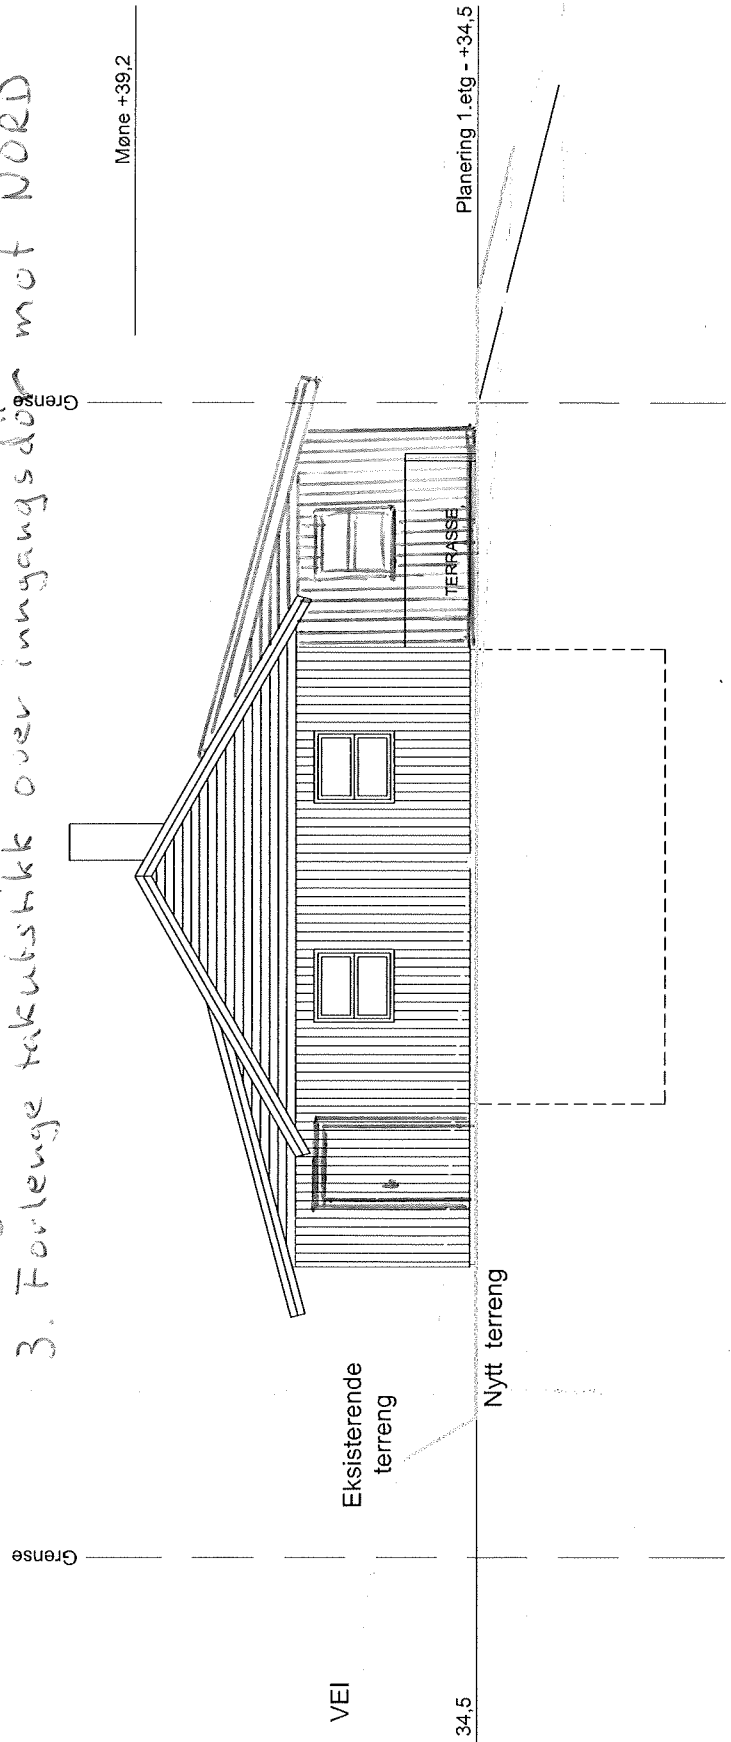 3. Forlenge takutstikk over inngangsdör mot NORD
Møne +39,2
Grense
Grense
Planering 1.etg - +34,5
TERRASSE
Eksisterende
terreng
Nytt terreng
VEI
34,5